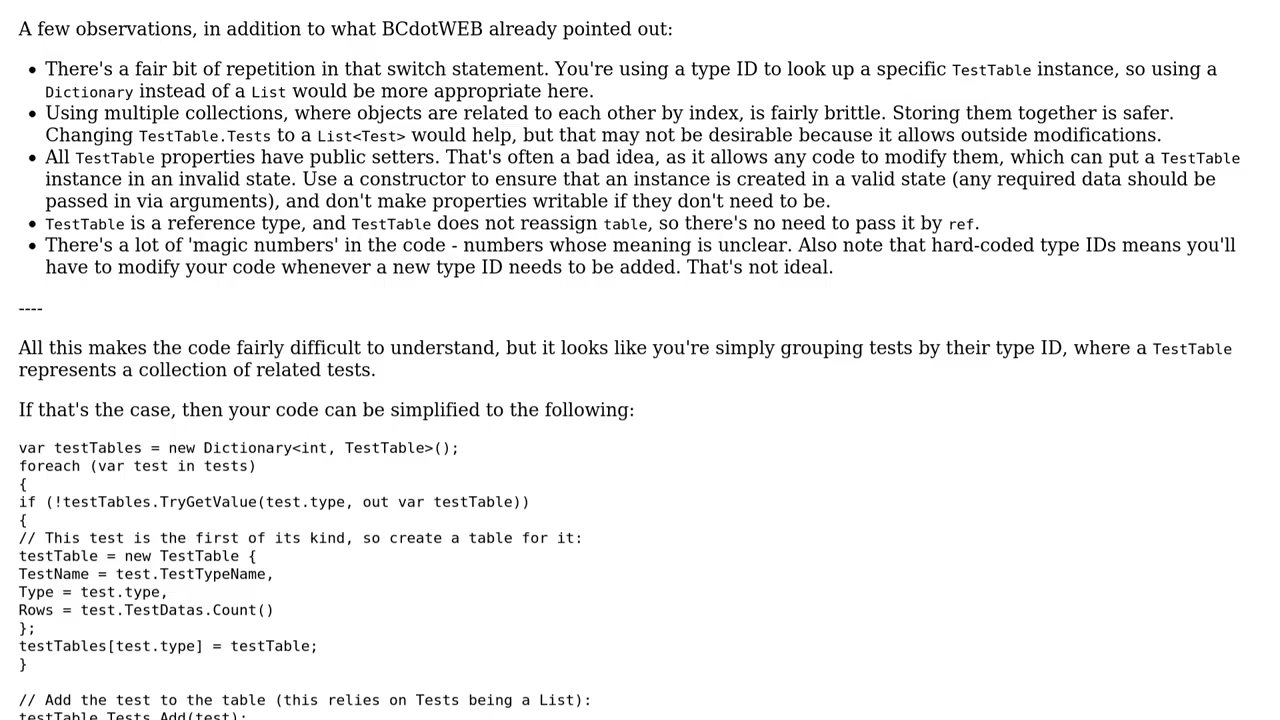 A few observations, in addition to what BCdotWEB already pointed out:
• There's a fair bit of repetition in that switch statement. You're using a type ID to look up a specific TestTable instance, so using a
Dictionary instead of a List would be more appropriate here.
• Using multiple collections, where objects are related to each other by index, is fairly brittle. Storing them together is safer.
Changing TestTable.Tests to a List<Test> would help, but that may not be desirable because it allows outside modifications.
• All TestTable properties have public setters. That's often a bad idea, as it allows any code to modify them, which can put a TestTable
instance in an invalid state. Use a constructor to ensure that an instance is created in a valid state (any required data should be
passed in via arguments), and don't make properties writable if they don't need to be.
• TestTable is a reference type, and TestTable does not reassign table, so there's no need to pass it by ref.
• There's a lot of 'magic numbers' in the code - numbers whose meaning is unclear. Also note that hard-coded type IDs means you'll
have to modify your code whenever a new type ID needs to be added. That's not ideal.
----
All this makes the code fairly difficult to understand, but it looks like you're simply grouping tests by their type ID, where a TestTable
represents a collection of related tests.
If that's the case, then your code can be simplified to the following:
var testTables = new Dictionary<int, TestTable>();
foreach (var test in tests)
{
if (!testTables.TryGetValue(test.type, out var testTable))
{
// This test is the first of its kind, so create a table for it:
testTable = new TestTable {
TestName = test.TestTypeName,
Type = test.type,
Rows = test.TestDatas.Count()
};
testTables[test.type] = testTable;
}
// Add the test to the table (this relies on Tests being a List):
testTable.Tests.Add(test);